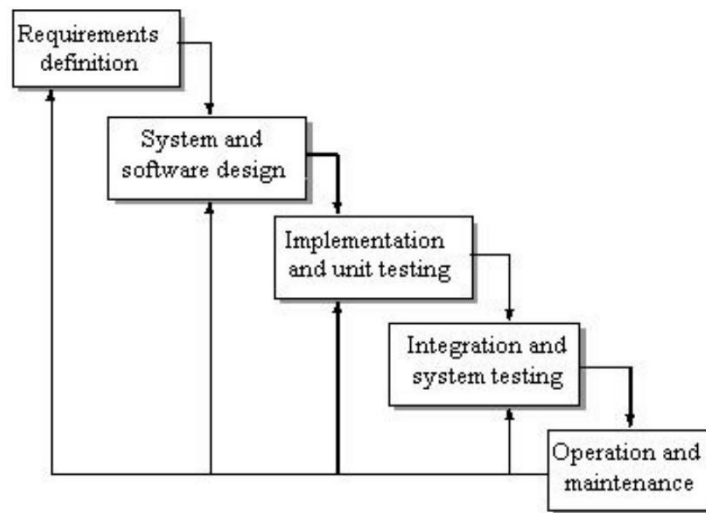 Requirements
definition
System and
software design
Implementation
and unit testing
Integration and
system testing
Operation and
maintenance